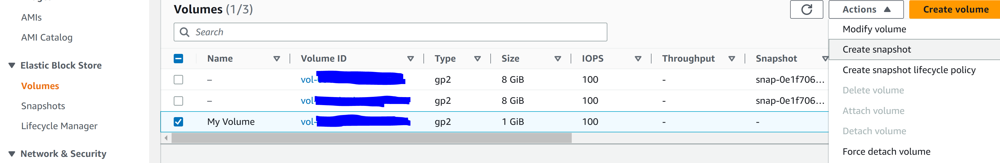 AMIs
AMI Catalog
Elastic Block Store
Volumes
Snapshots
Lifecycle Manager
Network & Security
Volumes (1/3)
Actions
Create volume
Search
Name Volume ID Type Size IOPS Throughput Snapshot
– vol- gp2 8 GiB 100 - snap-0e1f706...
– vol- gp2 8 GiB 100 - snap-0e1f706...
My Volume vol- gp2 1 GiB 100 - -
Modify volume
Create snapshot
Create snapshot lifecycle policy
Delete volume
Attach volume
Detach volume
Force detach volume